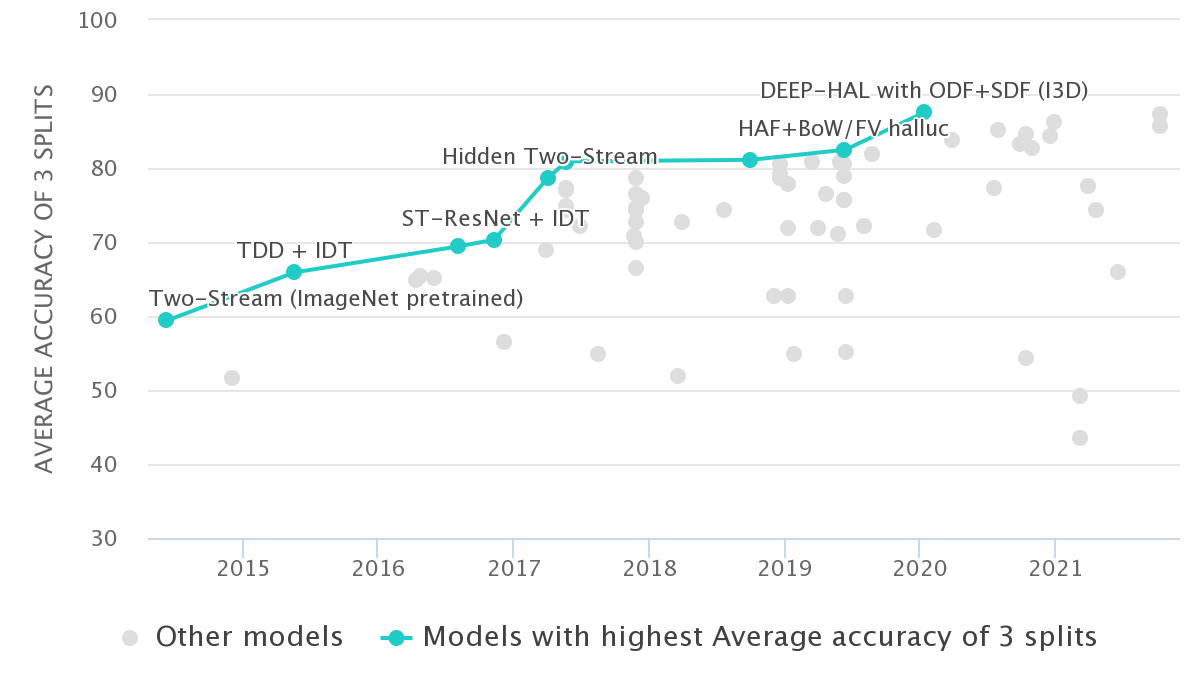 100
90
80
70
60
50
40
30
AVERAGE ACCURACY OF 3 SPLITS
DEEP-HAL with ODF+SDF (I3D)
HAF+BoW/FV halluc
Hidden Two-Stream
ST-ResNet + IDT
TDD + IDT
Two-Stream (ImageNet pretrained)
2015 2016 2017 2018 2019 2020 2021
Other models Models with highest Average accuracy of 3 splits